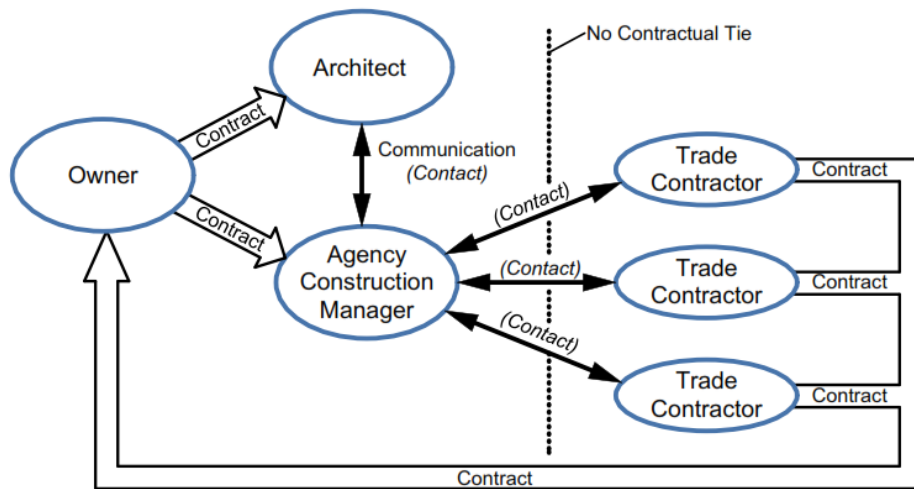 No Contractual Tie
Architect
Contract
Communication
(Contact)
Owner
Trade
Contractor
Contract
(Contact)
Contract
Agency
Construction
Manager
(Contact)
Trade
Contractor
Contract
(Contact)
Trade
Contractor
Contract
Contract